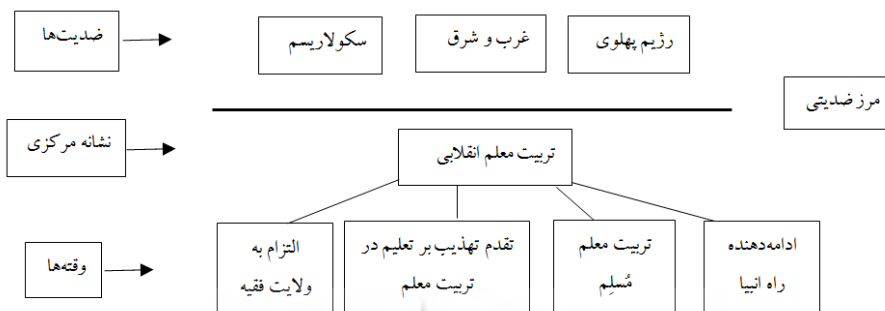 ضدیت‌ها
رژیم پهلوی
غرب و شرق
سکولاریسم
مرز ضدیتی
نشانه مرکزی
تربیت معلم انقلابی
وقته‌ها
ادامه‌دهنده
راه انبیا
تربیت معلم
مُسلِم
تقدم تهذیب بر تعلیم در
تربیت معلم
التزام به
ولایت فقیه